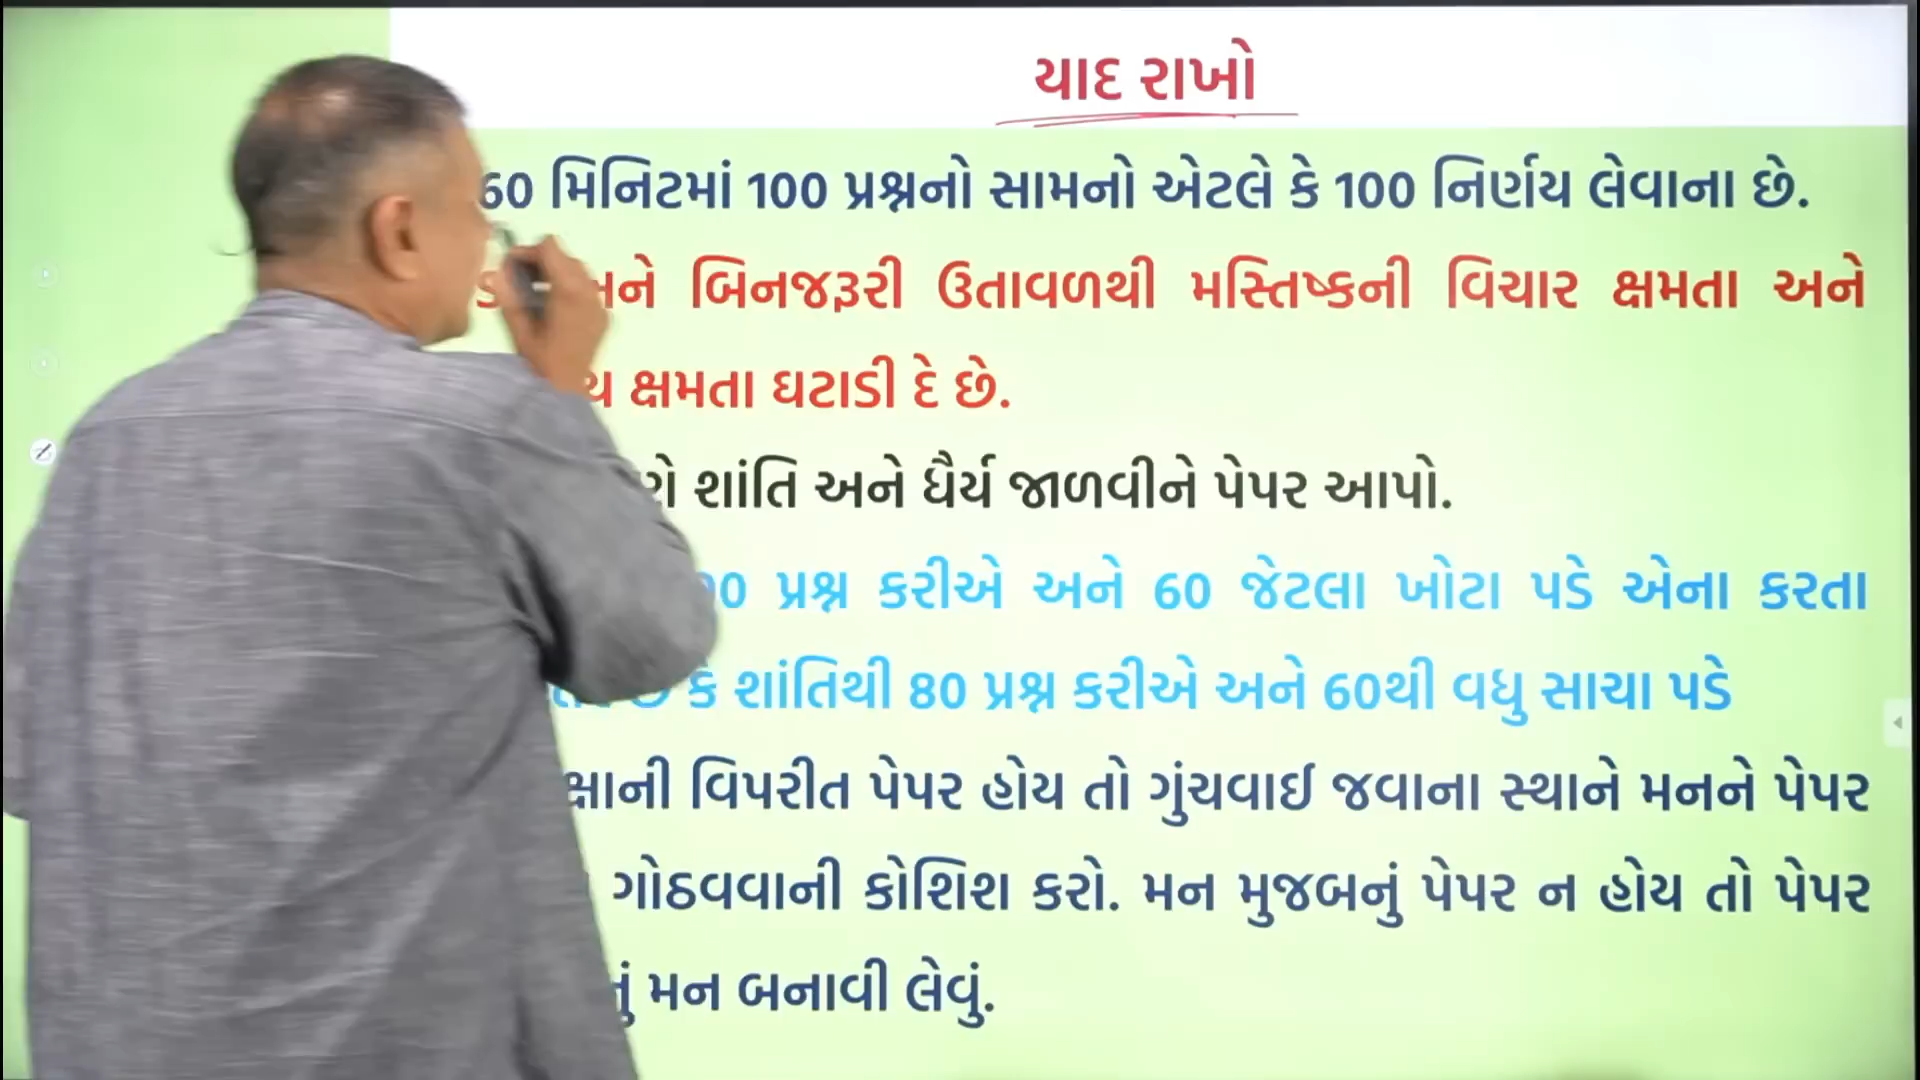 યાદ રાખો
60 મિનિટમાં 100 પ્રશ્નનો સામનો એટલે કે 100 નિર્ણય લેવાના છે.
બિનજરૂરી ઉતાવળથી મસ્તિષ્કની વિચાર ક્ષમતા અને
ક્ષમતા ઘટાડી દે છે.
શાંતિ અને ધૈર્ય જાળવીને પેપર આપો.
પ્રશ્ન કરીએ અને 60 જેટલા ખોટા પડે એના કરતા
કે શાંતિથી 80 પ્રશ્ન કરીએ અને 60થી વધુ સાચા પડે
વિપરીત પેપર હોય તો ગુંચવાઈ જવાના સ્થાને મનને પેપર
ગોઠવવાની કોશિશ કરો. મન મુજબનું પેપર ન હોય તો પેપર
મન બનાવી લેવું.